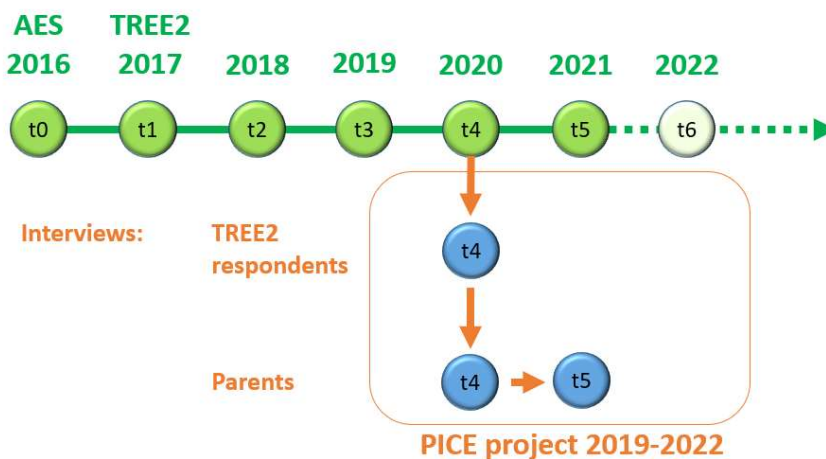 AES TREE2
2016 2017 2018 2019 2020 2021 2022
t0 t1 t2 t3 t4 t5 t6
Interviews: TREE2
respondents
t4
Parents t4 t5
PICE project 2019-2022